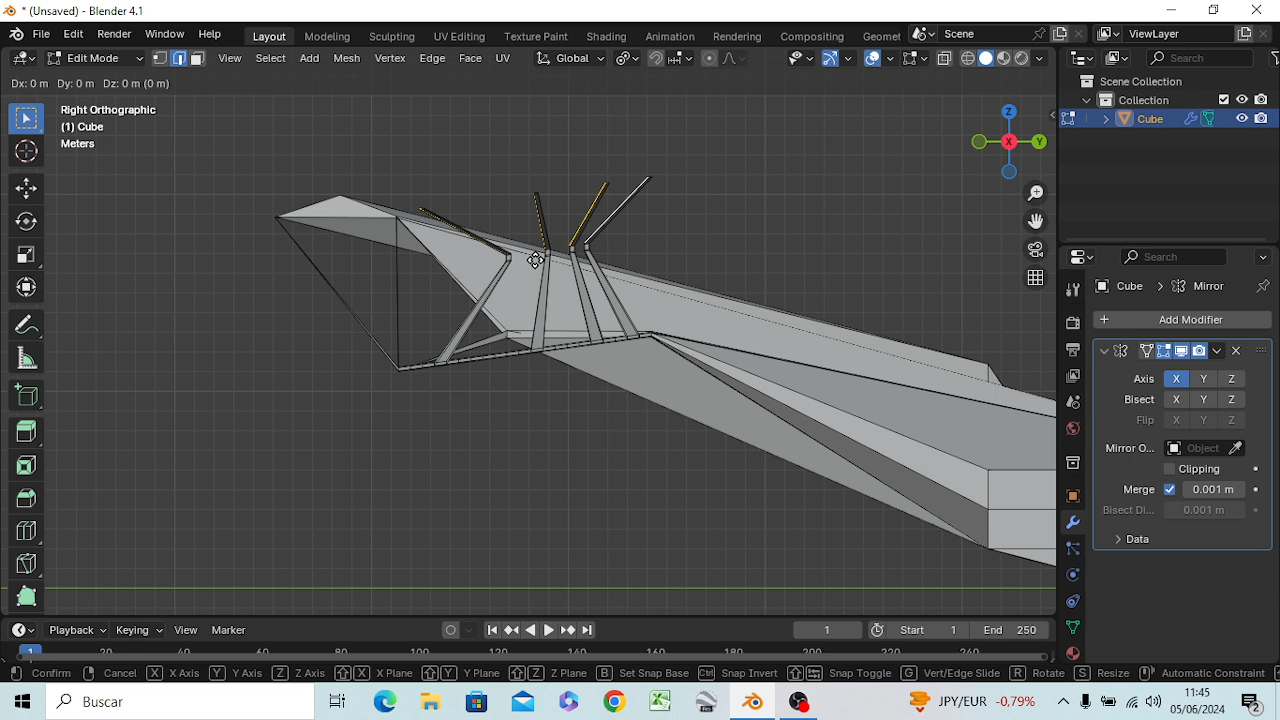 * (Unsaved) - Blender 4.1
File Edit Render Window Help Layout Modeling Sculpting UV Editing Texture Paint Shading Animation Rendering Compositing Geomet Scene ViewLayer
Edit Mode View Select Add Mesh Vertex Edge Face UV Global Search
Dx: 0 m Dy: 0 m Dz: 0 m (0 m)
Right Orthographic
(1) Cube
Meters
Z
Y
X
Scene Collection
Collection
Cube
Search
Cube Mirror
Add Modifier
Axis X Y Z
Bisect X Y Z
Flip X Y Z
Mirror O... Object
Clipping
Merge 0.001 m
Bisect Di... 0.001 m
Data
Playback Keying View Marker 1 Start 1 End 250
1 20 40 60 80 100 120 140 160 180 200 220 240
Confirm Cancel X X Axis Y Y Axis Z Z Axis X X Plane Y Y Plane Z Z Plane B Set Snap Base Ctrl Snap Invert Snap Toggle G Vert/Edge Slide R Rotate S Resize Automatic Constraint
Buscar JPY/EUR -0,79% 11:45
05/06/2024 2